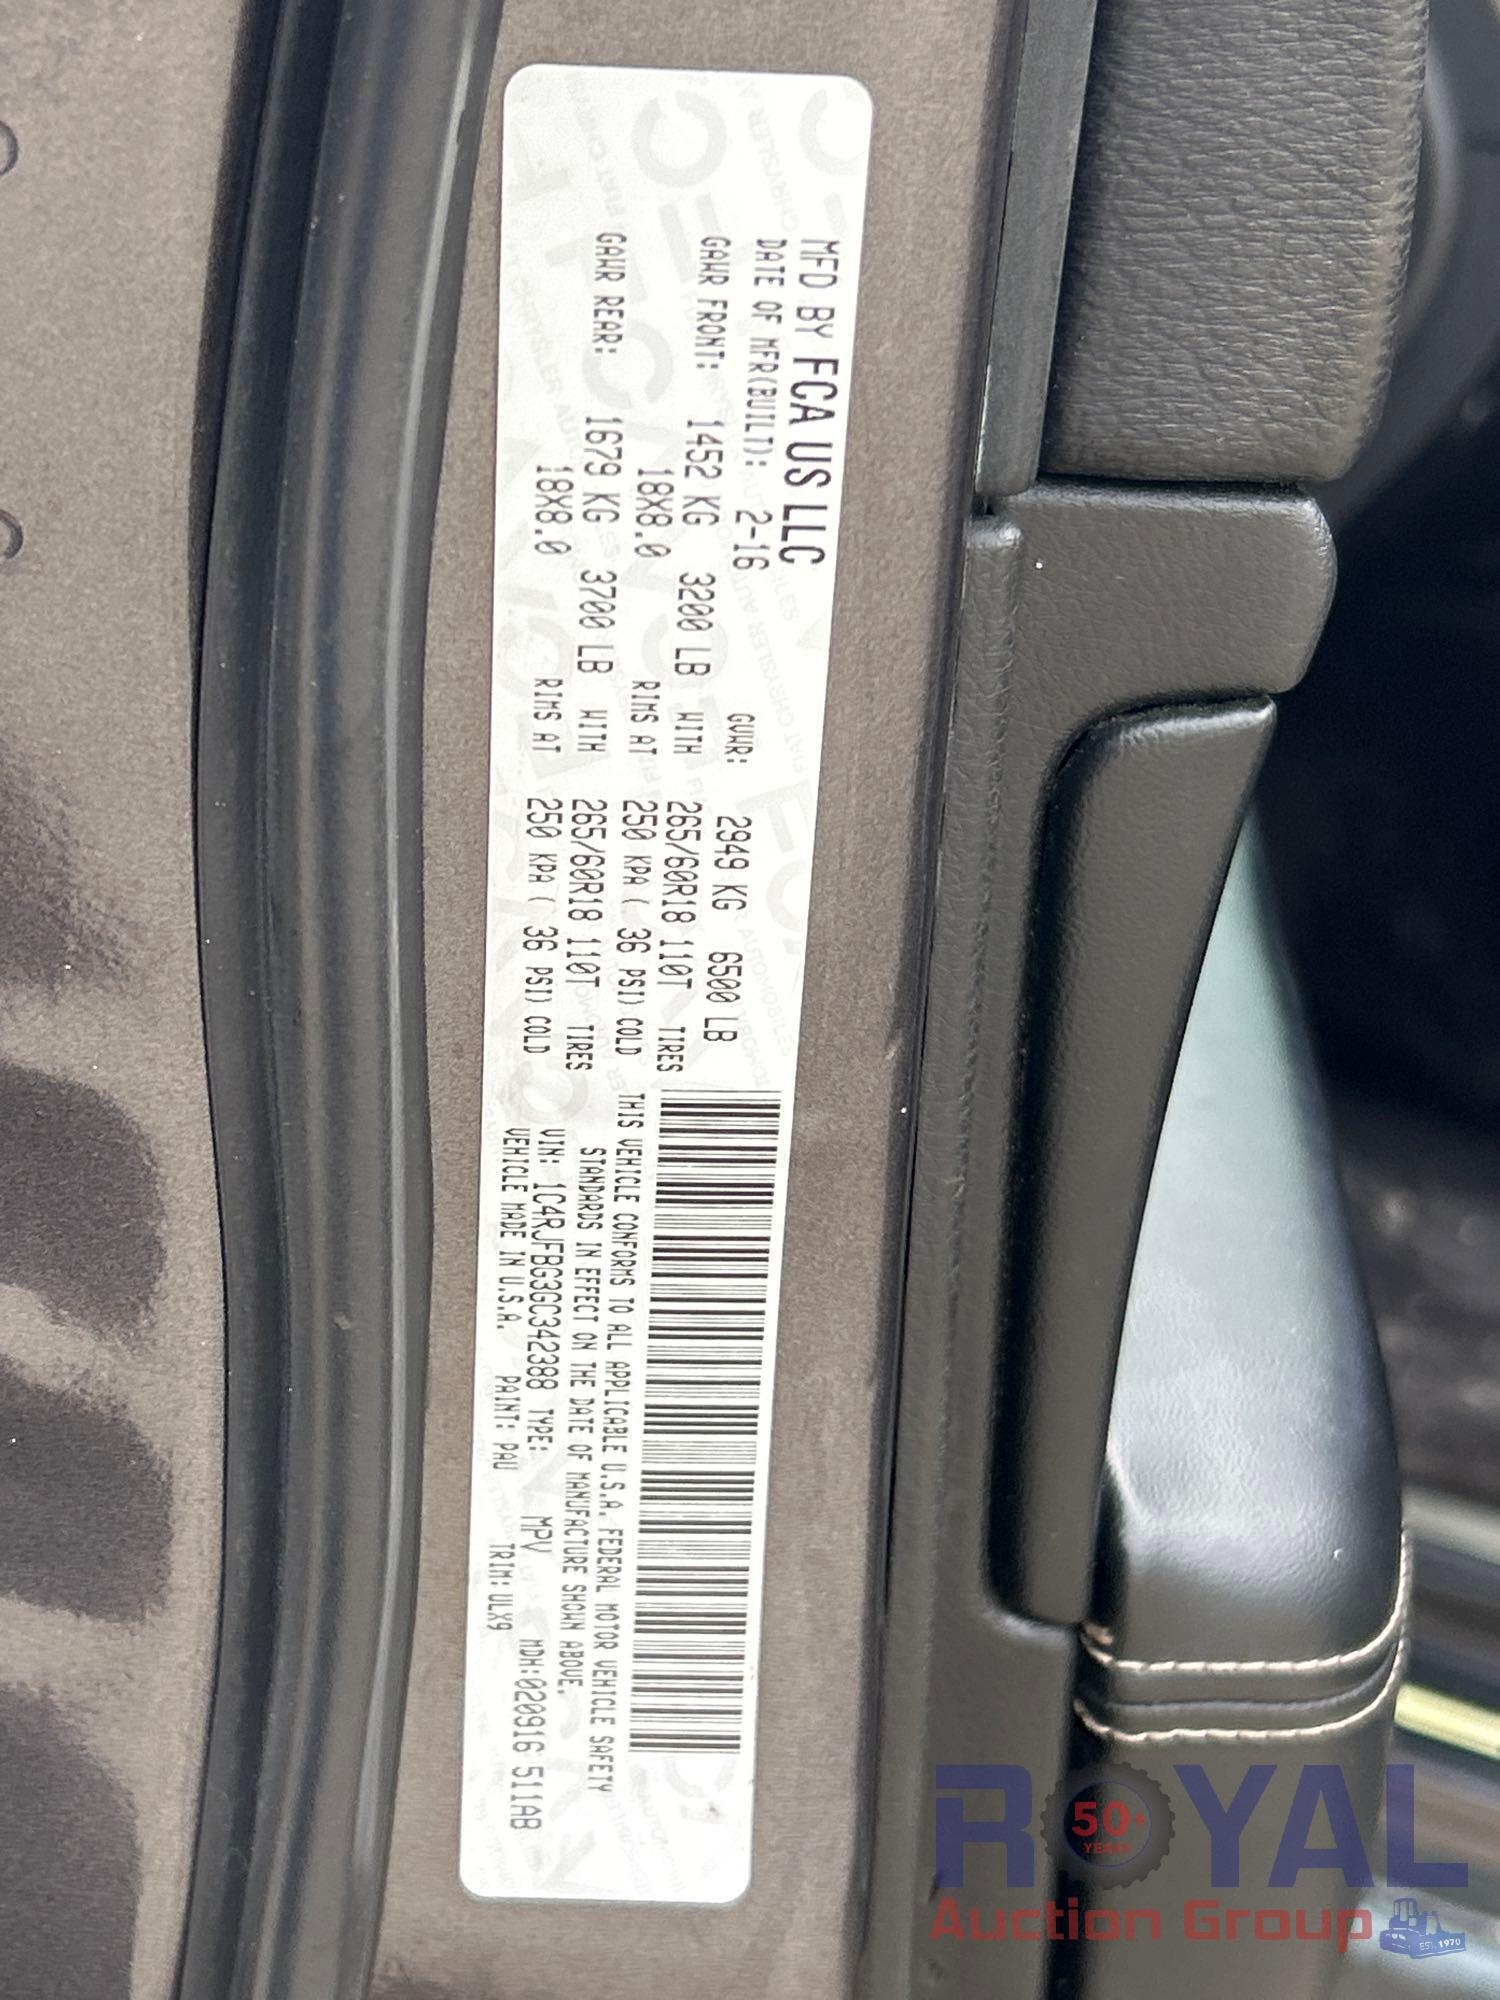 MFD BY FCA US LLC
DATE OF MFR(BUILT): 2-16 GVWR: 2949 KG 6500 LB
GAWR FRONT: 1452 KG 3200 LB WITH 265/60R18 110T TIRES
18X8.0 RIMS AT 250 KPA ( 36 PSI) COLD
GAWR REAR: 1679 KG 3700 LB WITH 265/60R18 110T TIRES
18X8.0 RIMS AT 250 KPA ( 36 PSI) COLD
THIS VEHICLE CONFORMS TO ALL APPLICABLE U.S.A. FEDERAL MOTOR VEHICLE SAFETY
STANDARDS IN EFFECT ON THE DATE OF MANUFACTURE SHOWN ABOVE.
VIN: 1C4RJFBG3GC342388 TYPE: MPV MDH:020916 511AB
VEHICLE MADE IN U.S.A. PAINT: PAU TRIM: ULX9
ROYAL
50+
YEARS
Auction Group
EST. 1970